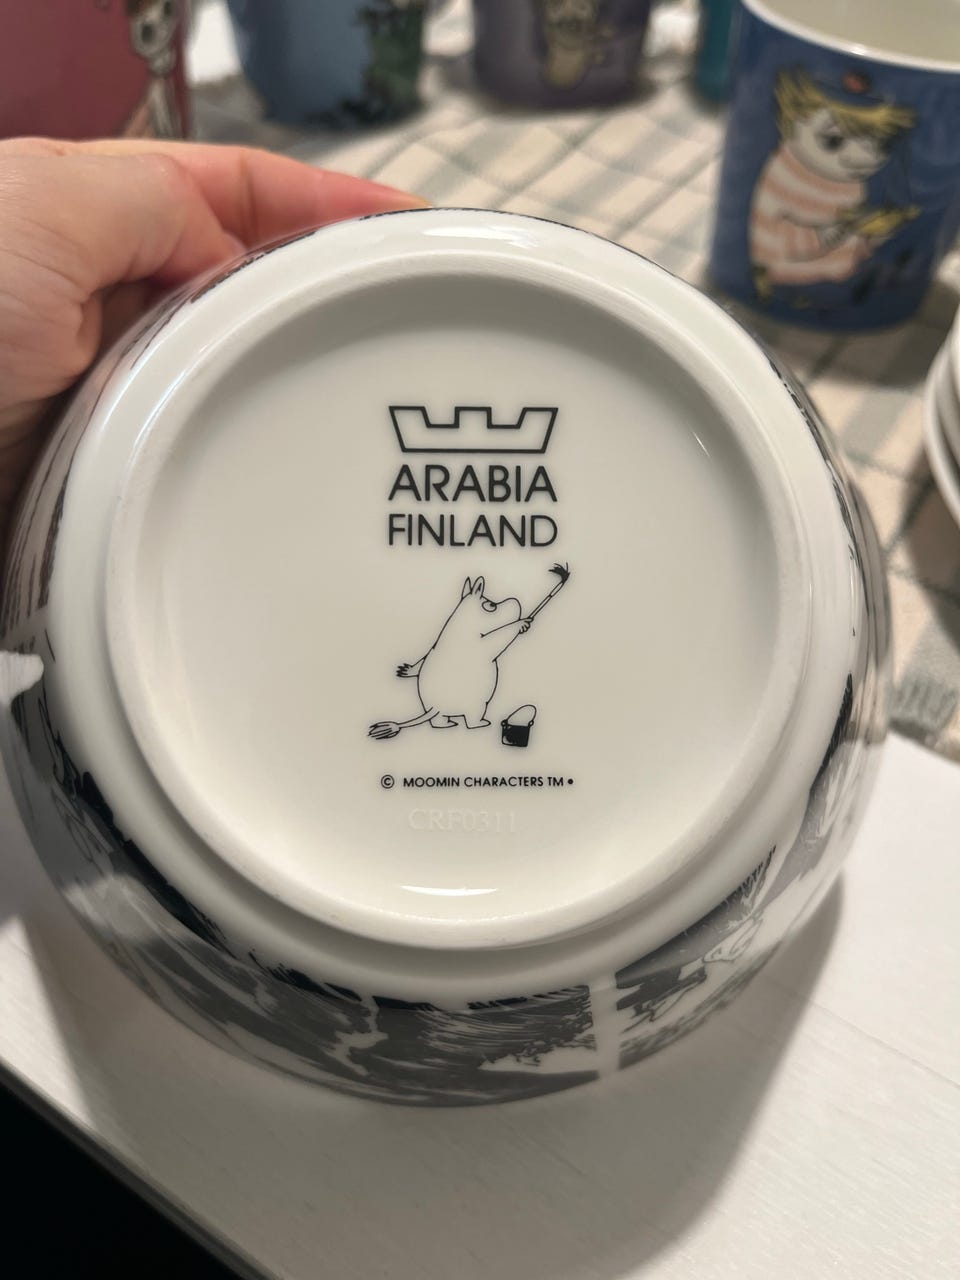 ARABIA
FINLAND
© MOOMIN CHARACTERS TM •
CRF0311